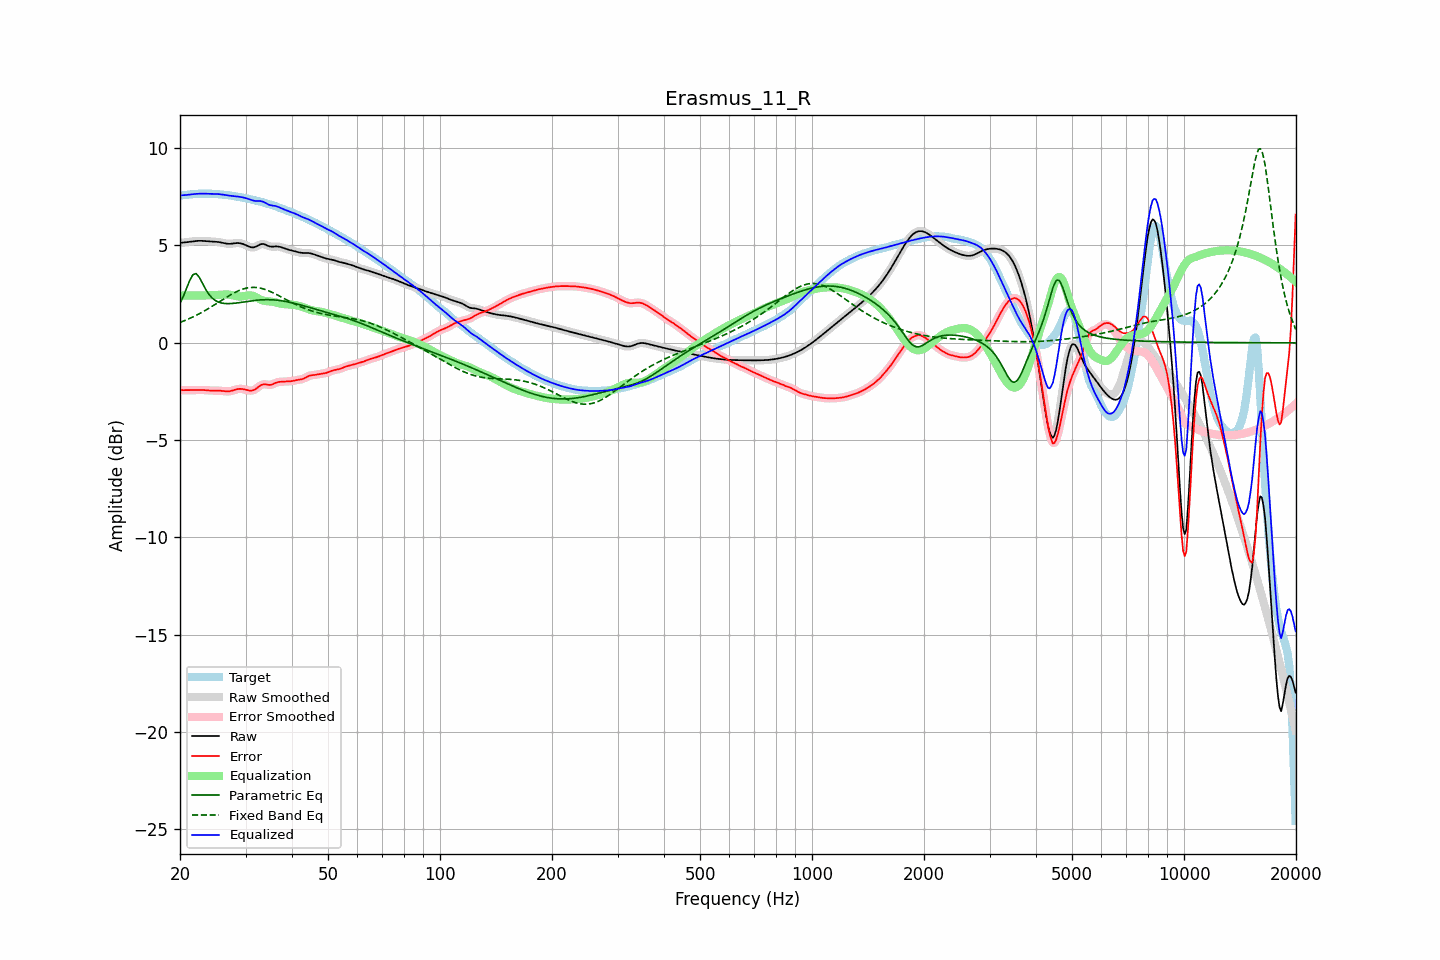 Erasmus_11_R
Amplitude (dBr)
10
5
0
−5
−10
−15
−20
−25
Target
Raw Smoothed
Error Smoothed
Raw
Error
Equalization
Parametric Eq
Fixed Band Eq
Equalized
20 50 100 200 500 1000 2000 5000 10000 20000
Frequency (Hz)